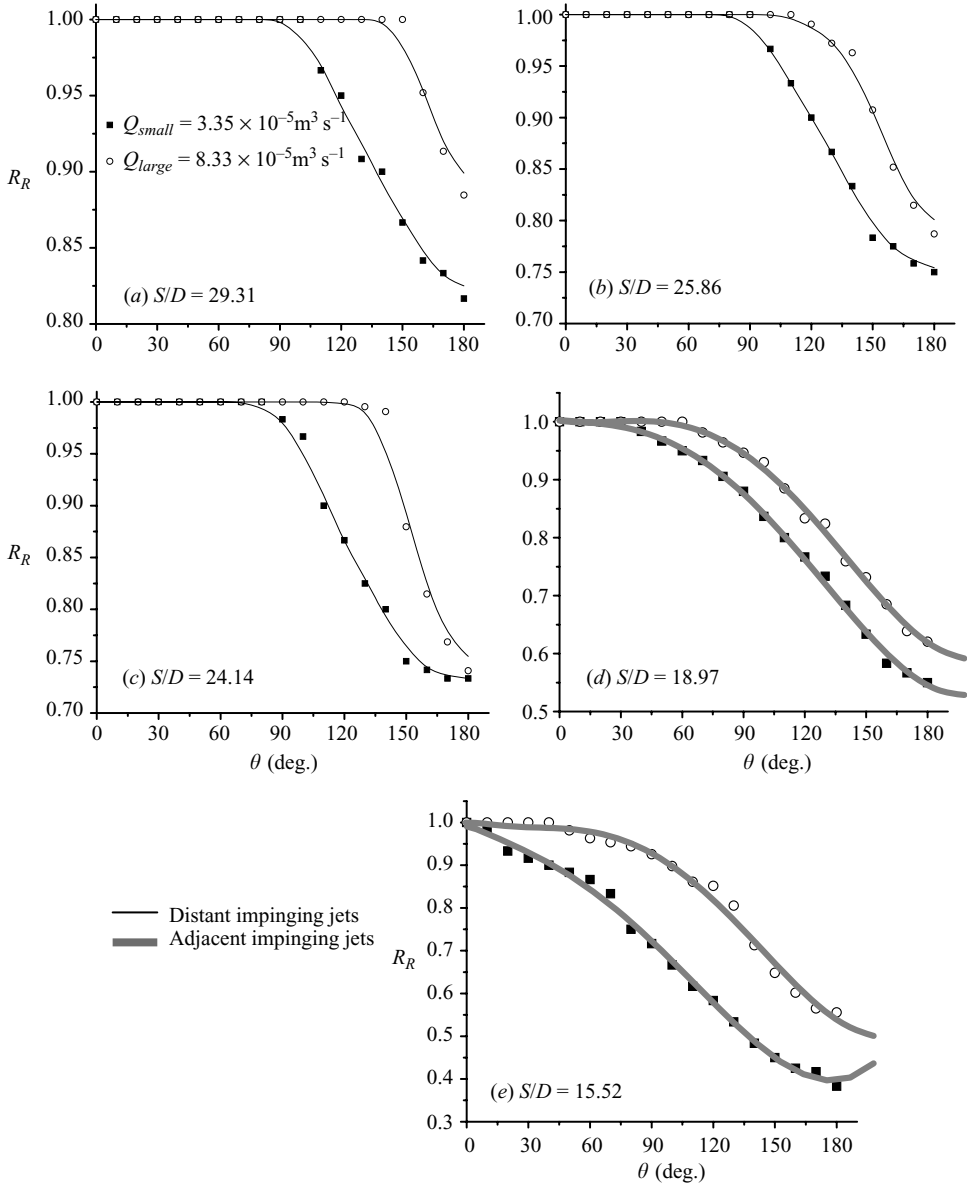 1.00
0.95
0.90
0.85
0.80
R_R
■ Q_small = 3.35 × 10⁻⁵ m³ s⁻¹
○ Q_large = 8.33 × 10⁻⁵ m³ s⁻¹
(a) S/D = 29.31
0 30 60 90 120 150 180
1.00
0.95
0.90
0.85
0.80
0.75
0.70
(b) S/D = 25.86
0 30 60 90 120 150 180
1.00
0.95
0.90
0.85
0.80
0.75
0.70
R_R
(c) S/D = 24.14
0 30 60 90 120 150 180
θ (deg.)
1.0
0.9
0.8
0.7
0.6
0.5
(d) S/D = 18.97
0 30 60 90 120 150 180
θ (deg.)
Distant impinging jets
Adjacent impinging jets
1.0
0.9
0.8
0.7
0.6
0.5
0.4
0.3
R_R
(e) S/D = 15.52
0 30 60 90 120 150 180
θ (deg.)